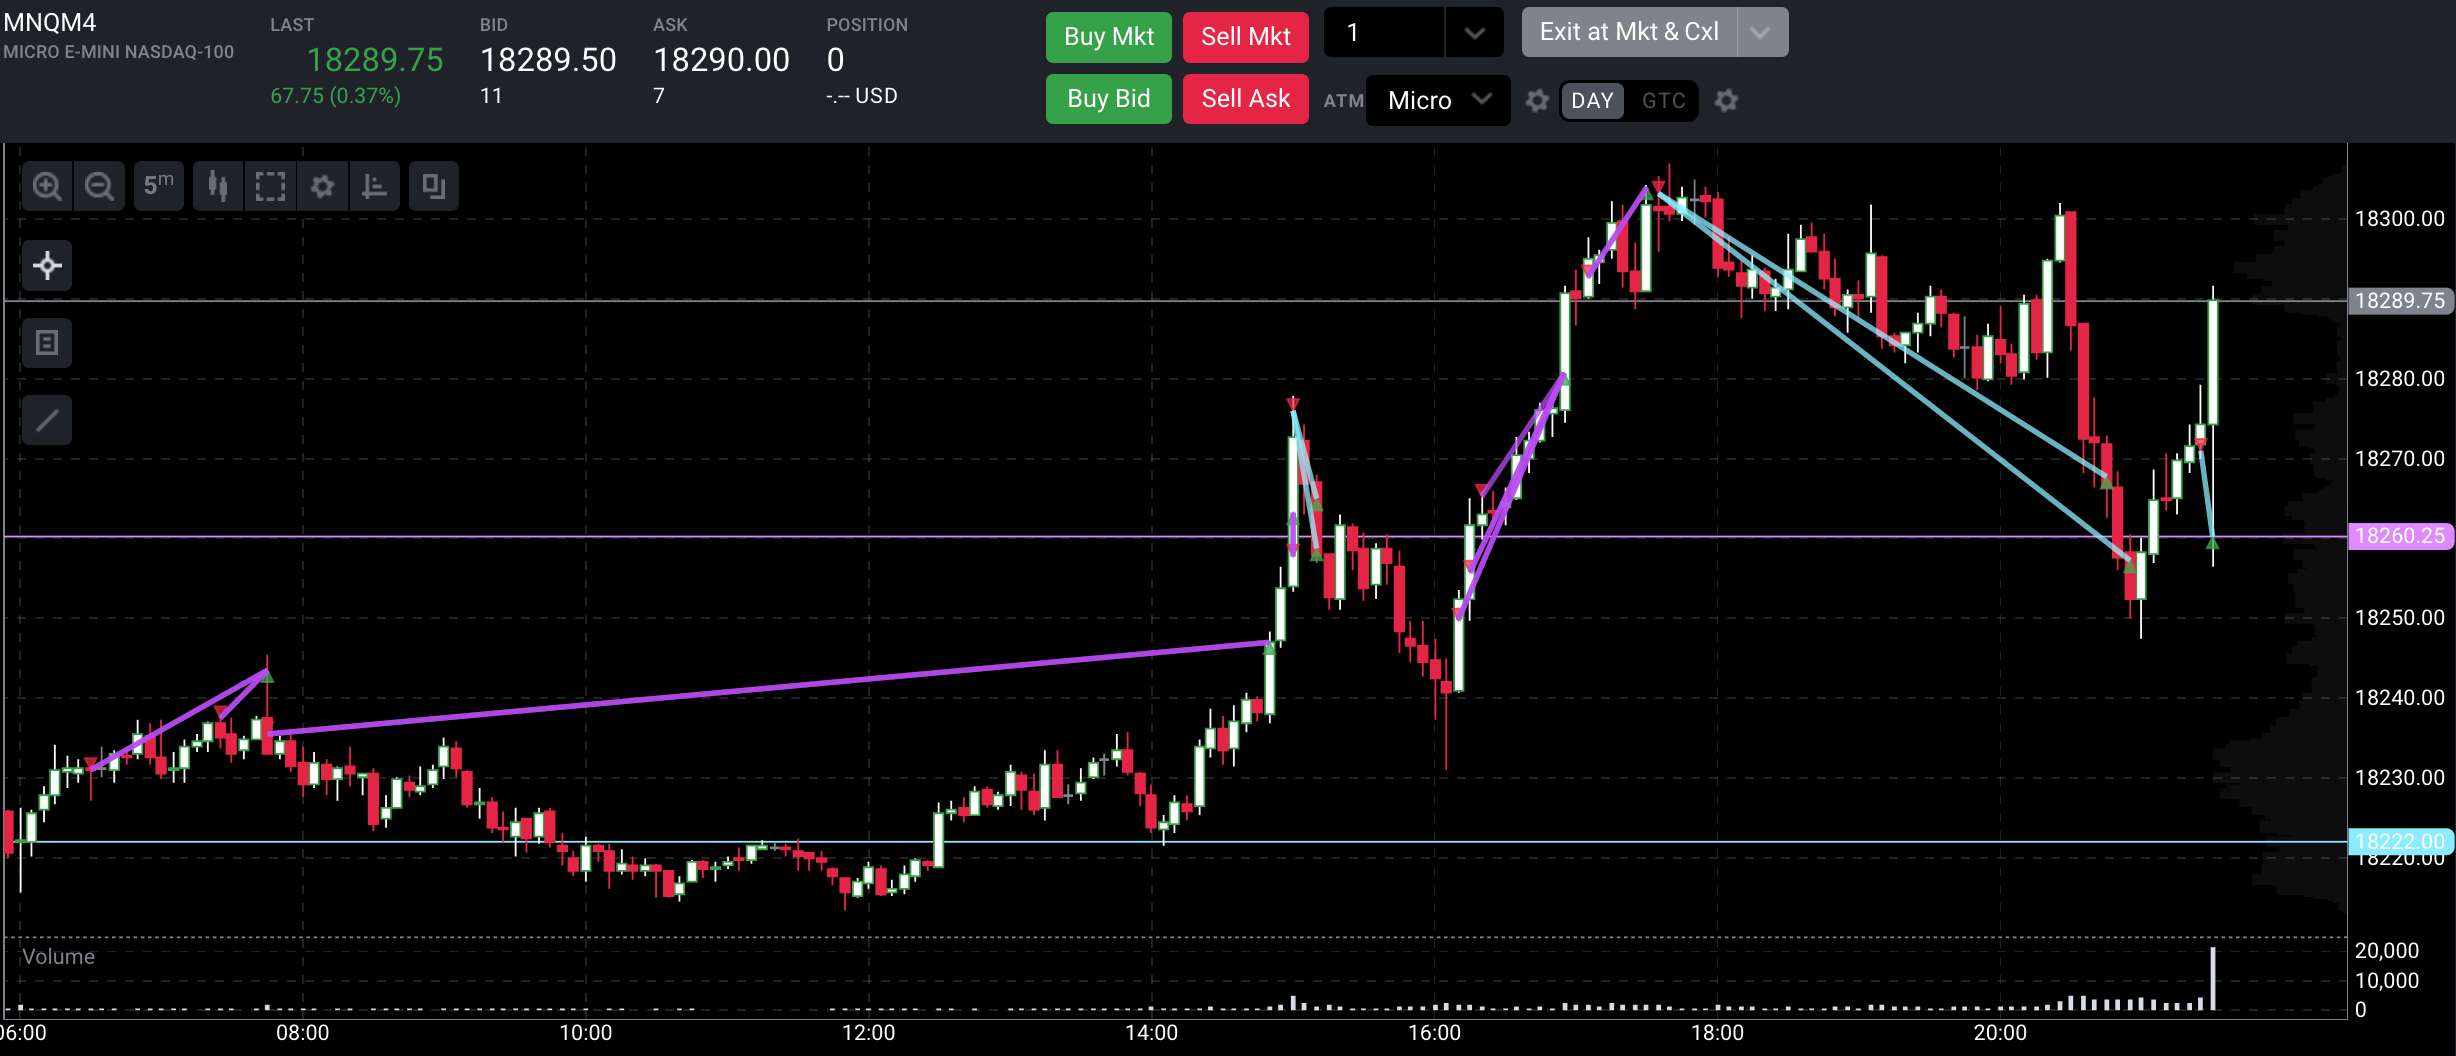 MNQM4
MICRO E-MINI NASDAQ-100
LAST
18289.75
67.75 (0.37%)
BID
18289.50
11
ASK
18290.00
7
POSITION
0
-.-- USD
Buy Mkt
Sell Mkt
1
Exit at Mkt & Cxl
Buy Bid
Sell Ask
ATM
Micro
DAY
GTC
5m
18300.00
18289.75
18280.00
18270.00
18260.25
18250.00
18240.00
18230.00
18222.00
18220.00
Volume
20,000
10,000
0
06:00
08:00
10:00
12:00
14:00
16:00
18:00
20:00